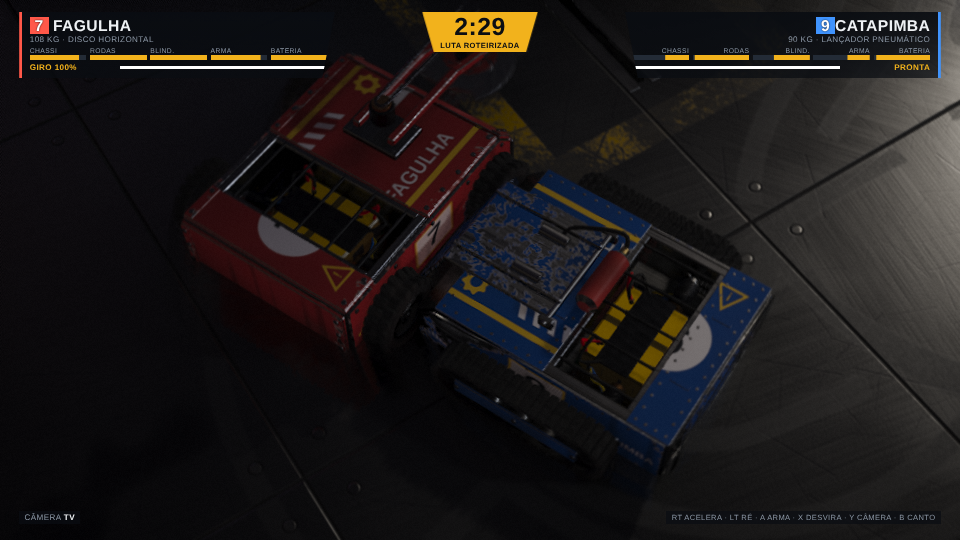 7 FAGULHA
108 KG · DISCO HORIZONTAL
CHASSI RODAS BLIND. ARMA BATERIA
GIRO 100%
2:29
LUTA ROTEIRIZADA
9 CATAPIMBA
90 KG · LANÇADOR PNEUMÁTICO
CHASSI RODAS BLIND. ARMA BATERIA
PRONTA
FAGULHA
7
CÂMERA TV
RT ACELERA · LT RÉ · A ARMA · X DESVIRA · Y CÂMERA · B CANTO